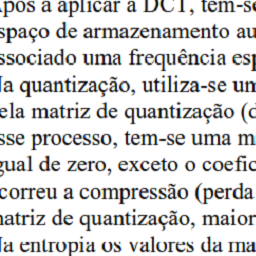 a aplicar a DCT, tem-s
espaço de armazenamento au
associado uma frequência esp
Na quantização, utiliza-se um
pela matriz de quantização (d
esse processo, tem-se uma m
igual de zero, exceto o coefic
ocorreu a compressão (perda
matriz de quantização, maior
Na entropia os valores da ma